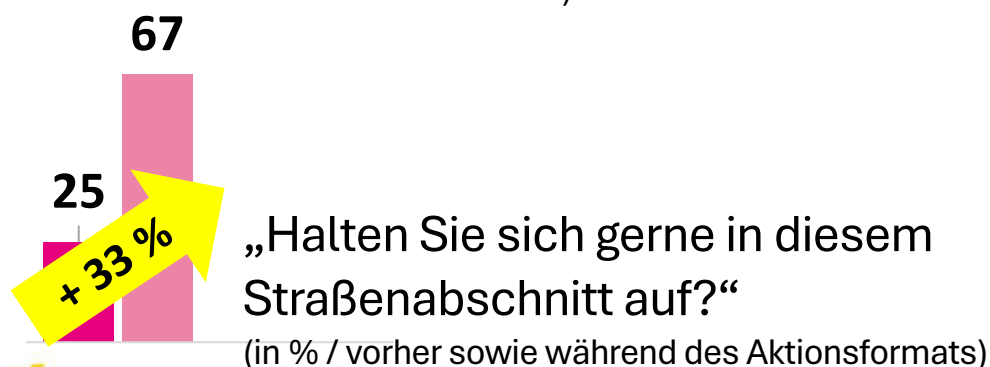 67
25
+ 33 %
„Halten Sie sich gerne in diesem
Straßenabschnitt auf?“
(in % / vorher sowie während des Aktionsformats)